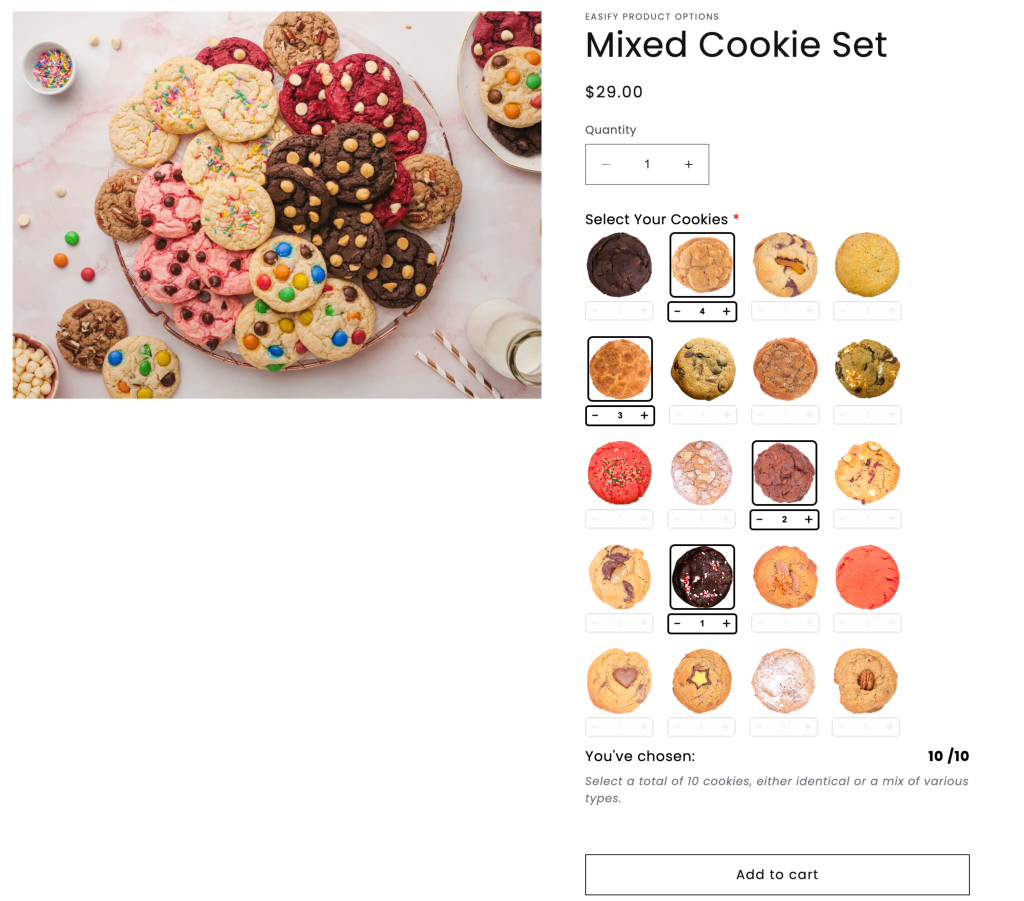 EASIFY PRODUCT OPTIONS
Mixed Cookie Set
$29.00
Quantity
− 1 +
Select Your Cookies *
− 1 + − 4 + − 1 + − 1 +
− 3 + − 1 + − 1 + − 1 +
− 1 + − 1 + − 2 + − 1 +
− 1 + − 1 + − 1 + − 1 +
− 1 + − 1 + − 1 + − 1 +
You've chosen: 10 /10
Select a total of 10 cookies, either identical or a mix of various
types.
Add to cart